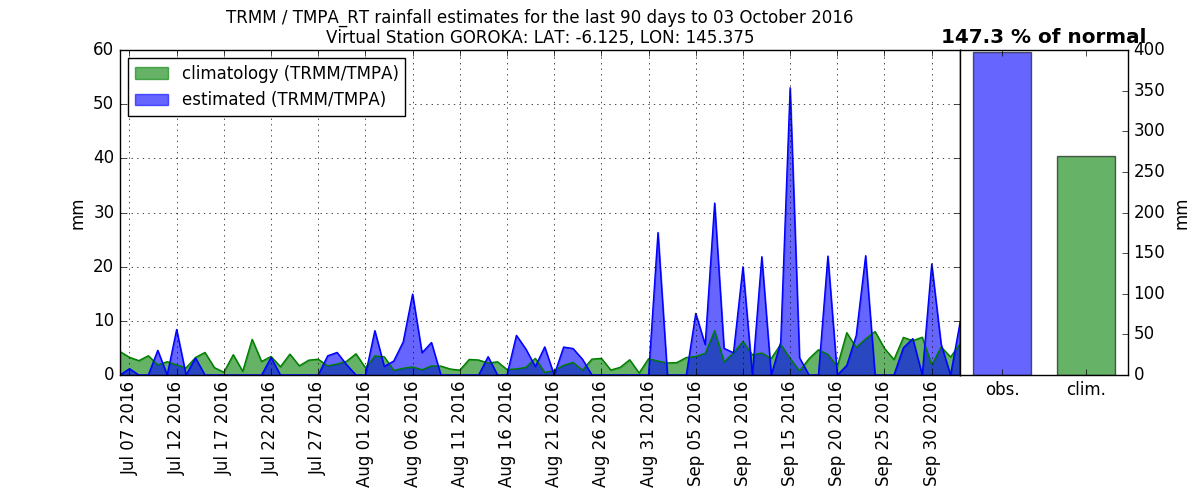 TRMM / TMPA_RT rainfall estimates for the last 90 days to 03 October 2016
Virtual Station GOROKA: LAT: -6.125, LON: 145.375
147.3 % of normal
climatology (TRMM/TMPA)
estimated (TRMM/TMPA)
60
50
40
30
20
10
0
mm
Jul 07 2016
Jul 12 2016
Jul 17 2016
Jul 22 2016
Jul 27 2016
Aug 01 2016
Aug 06 2016
Aug 11 2016
Aug 16 2016
Aug 21 2016
Aug 26 2016
Aug 31 2016
Sep 05 2016
Sep 10 2016
Sep 15 2016
Sep 20 2016
Sep 25 2016
Sep 30 2016
400
350
300
250
200
150
100
50
0
mm
obs.
clim.